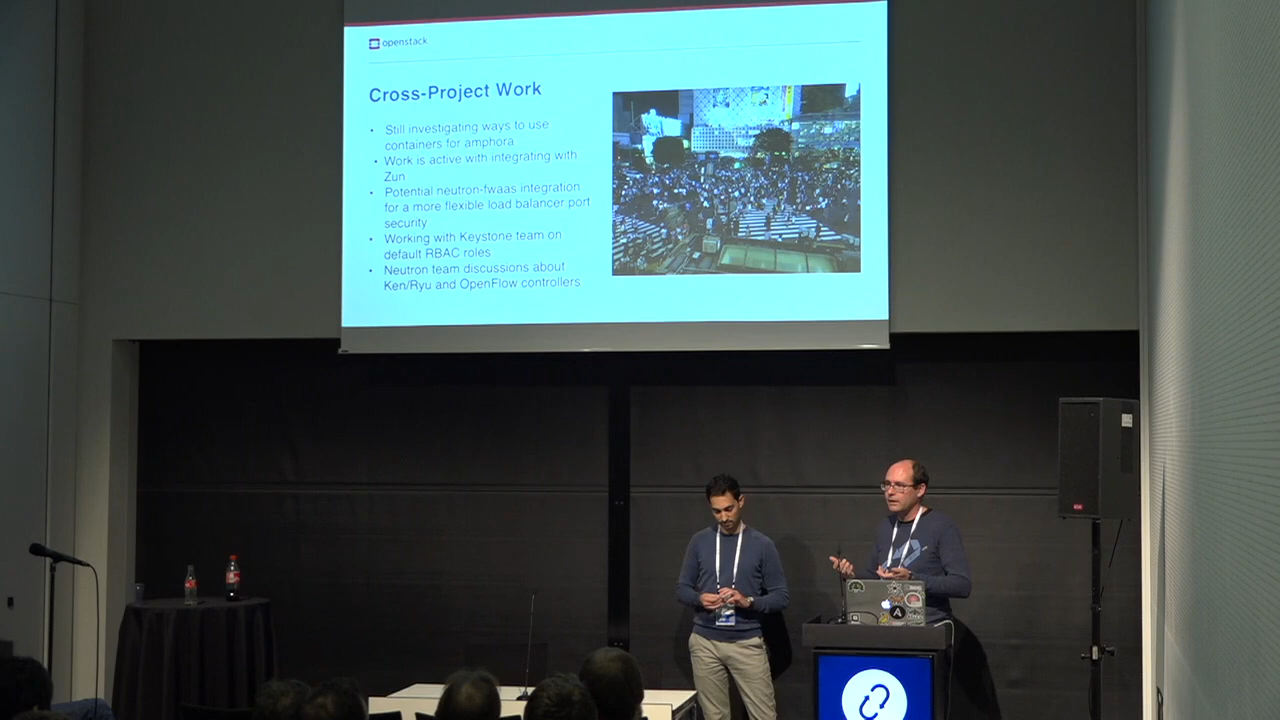 openstack
Cross-Project Work
• Still investigating ways to use
containers for amphora
• Work is active with integrating with
Zun
• Potential neutron-fwaas integration
for a more flexible load balancer port
security
• Working with Keystone team on
default RBAC roles
• Neutron team discussions about
Ken/Ryu and OpenFlow controllers